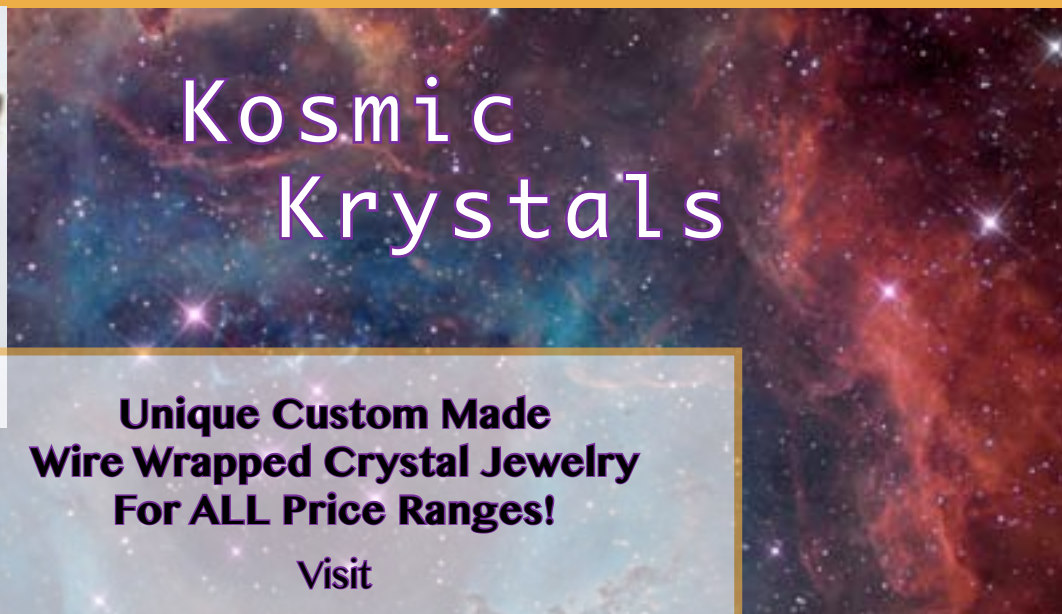 Kosmic
Krystals
Unique Custom Made
Wire Wrapped Crystal Jewelry
For ALL Price Ranges!
Visit